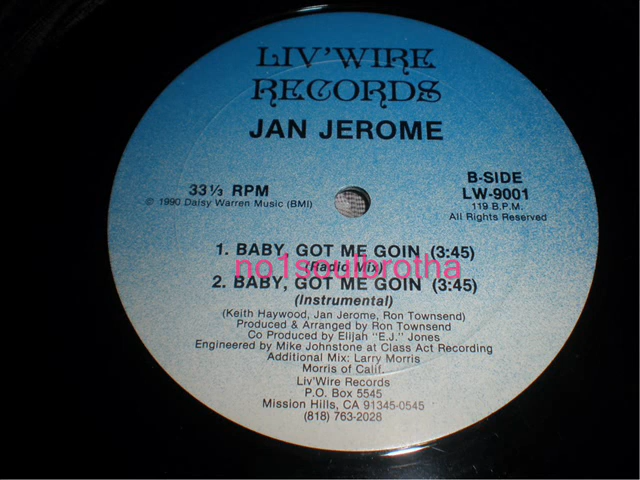 LIV'WIRE
RECORDS
JAN JEROME
33⅓ RPM
© 1990 Daisy Warren Music (BMI)
B-SIDE
LW-9001
119 B.P.M.
All Rights Reserved
1. BABY, GOT ME GOIN (3:45)
(Radio Mix)
no1soulbrotha
2. BABY, GOT ME GOIN (3:45)
(Instrumental)
(Keith Haywood, Jan Jerome, Ron Townsend)
Produced & Arranged by Ron Townsend
Co Produced by Elijah "E.J." Jones
Engineered by Mike Johnstone at Class Act Recording
Additional Mix: Larry Morris
Morris of Calif.
Liv'Wire Records
P.O. Box 5545
Mission Hills, CA 91345-0545
(818) 763-2028